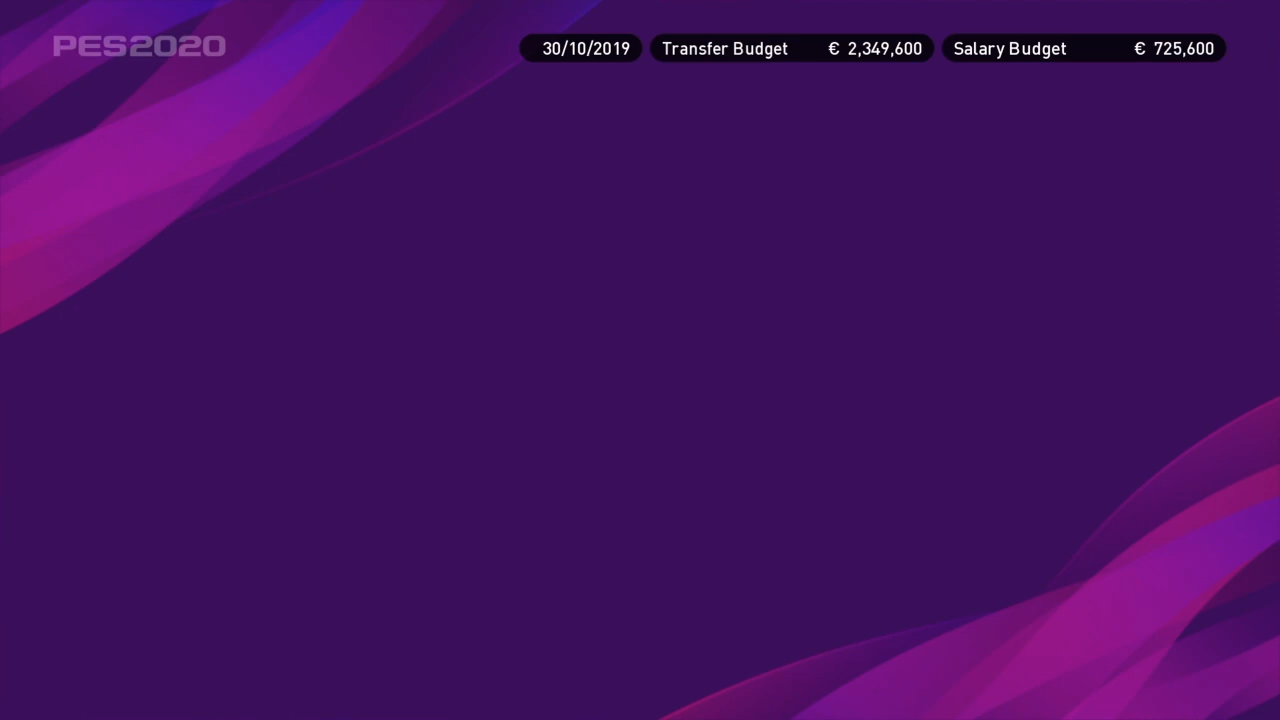 PES2020
30/10/2019 Transfer Budget € 2,349,600 Salary Budget € 725,600